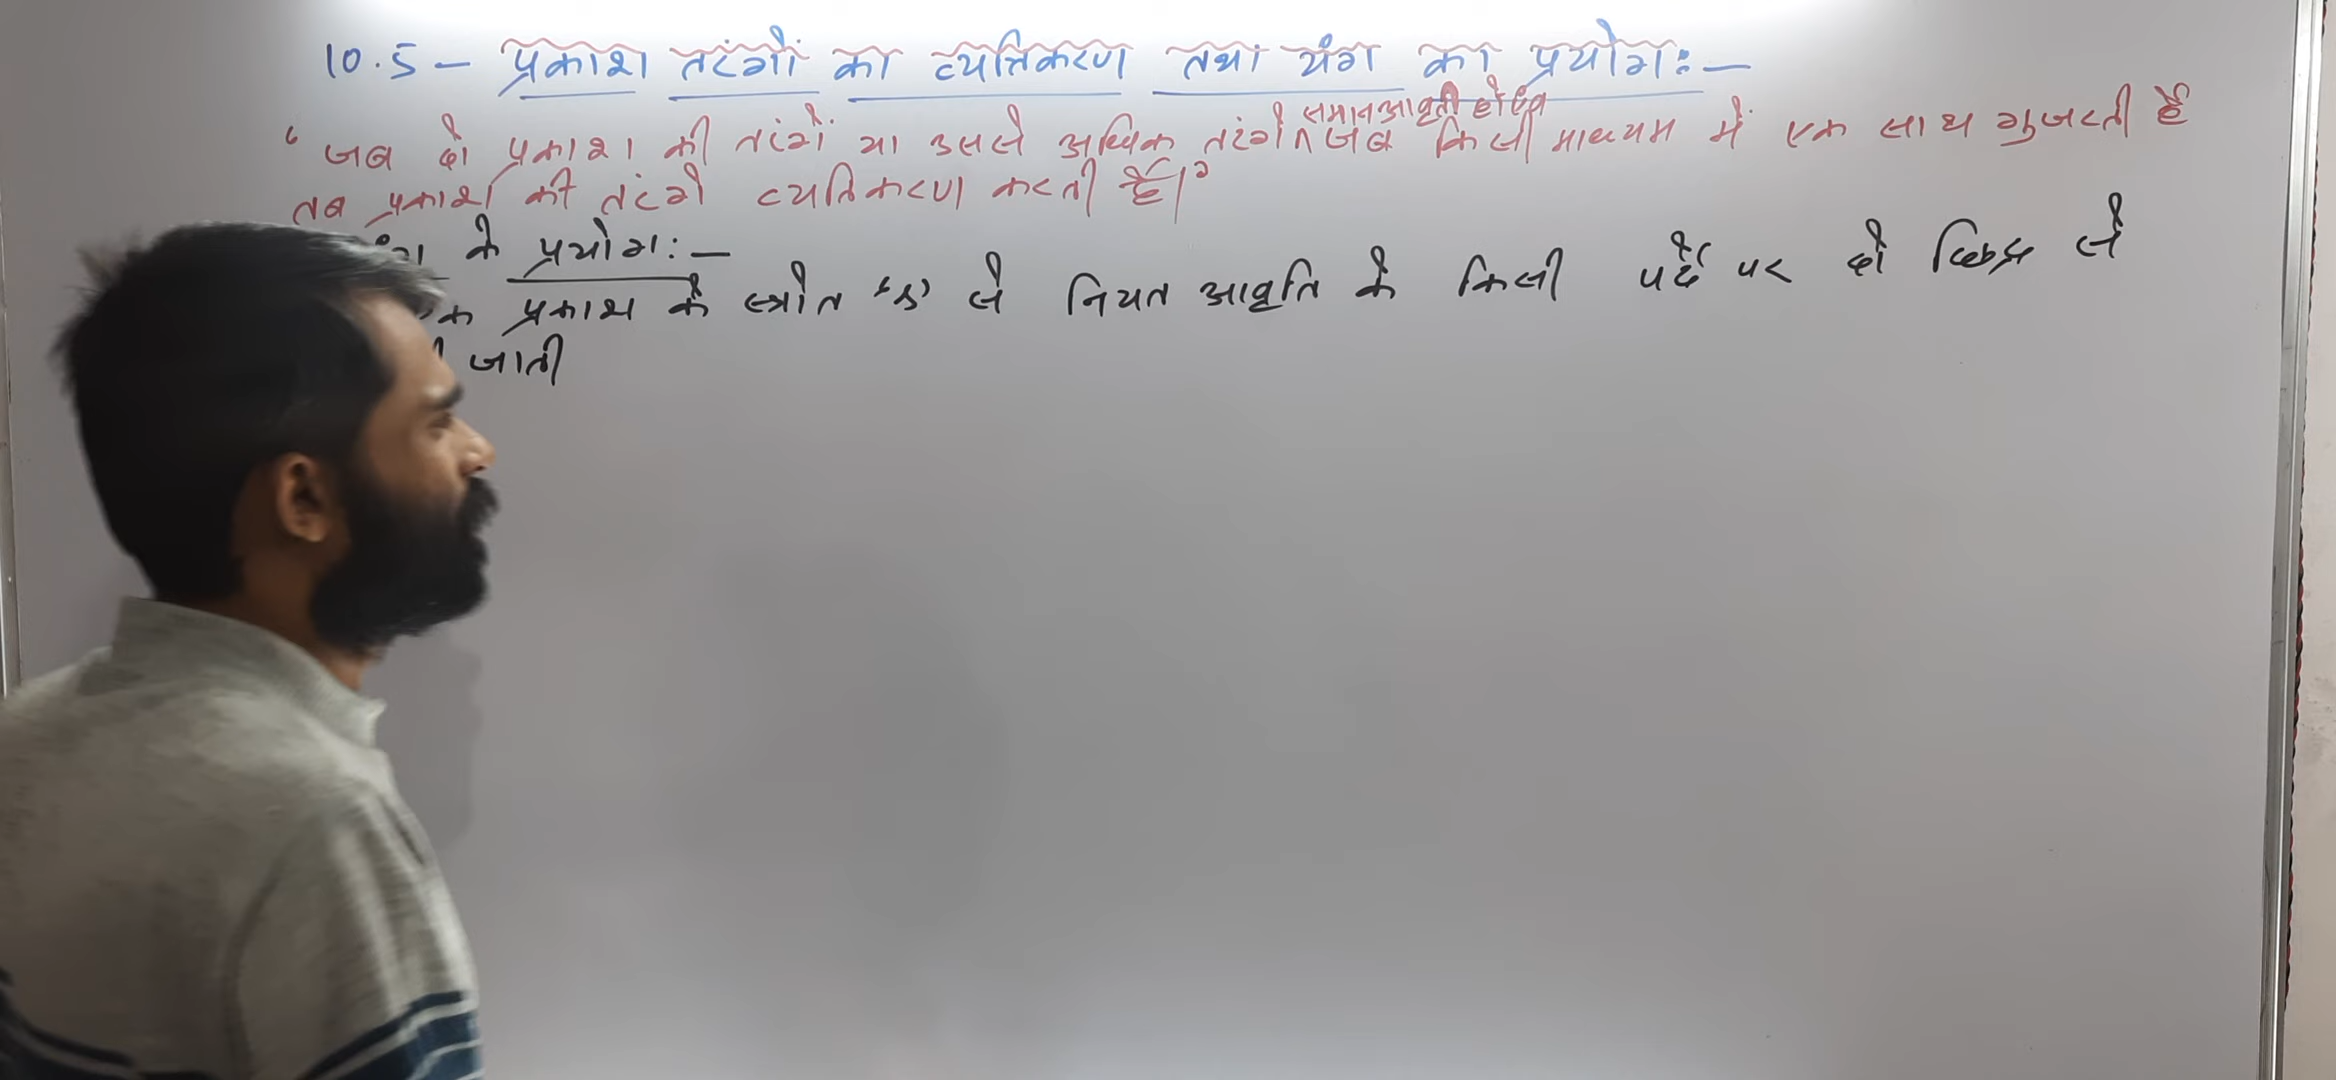 10.5 - प्रकाश तरंगों का व्यतिकरण तथा यंग का प्रयोग :-
समान आवृती हो एवं
" जब दो प्रकाश की तरंगों या उससे अधिक तरंगे ^ जब किसी माध्यम में एक साथ गुजरती है
तब प्रकाश की तरंगे व्यतिकरण करती है।"
के प्रयोग :-
प्रकाश के स्त्रोत 'S' से नियत आवृति के किसी पर्दे पर दो छिद्र से
जाती